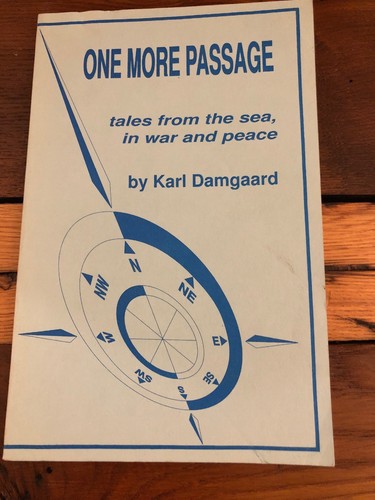 ONE MORE PASSAGE
tales from the sea,
in war and peace
by Karl Damgaard
N
NW
NE
W
E
SW
SE
S